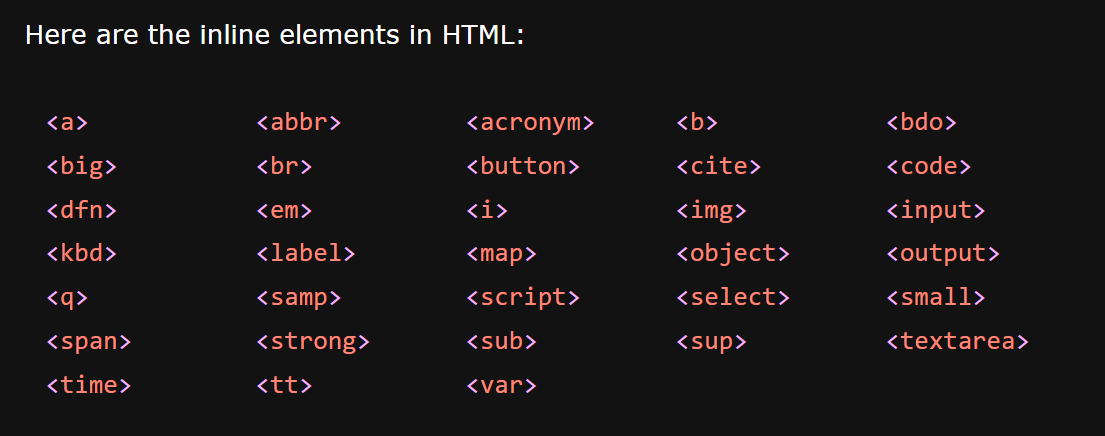 Here are the inline elements in HTML:
<a> <abbr> <acronym> <b> <bdo>
<big> <br> <button> <cite> <code>
<dfn> <em> <i> <img> <input>
<kbd> <label> <map> <object> <output>
<q> <samp> <script> <select> <small>
<span> <strong> <sub> <sup> <textarea>
<time> <tt> <var>